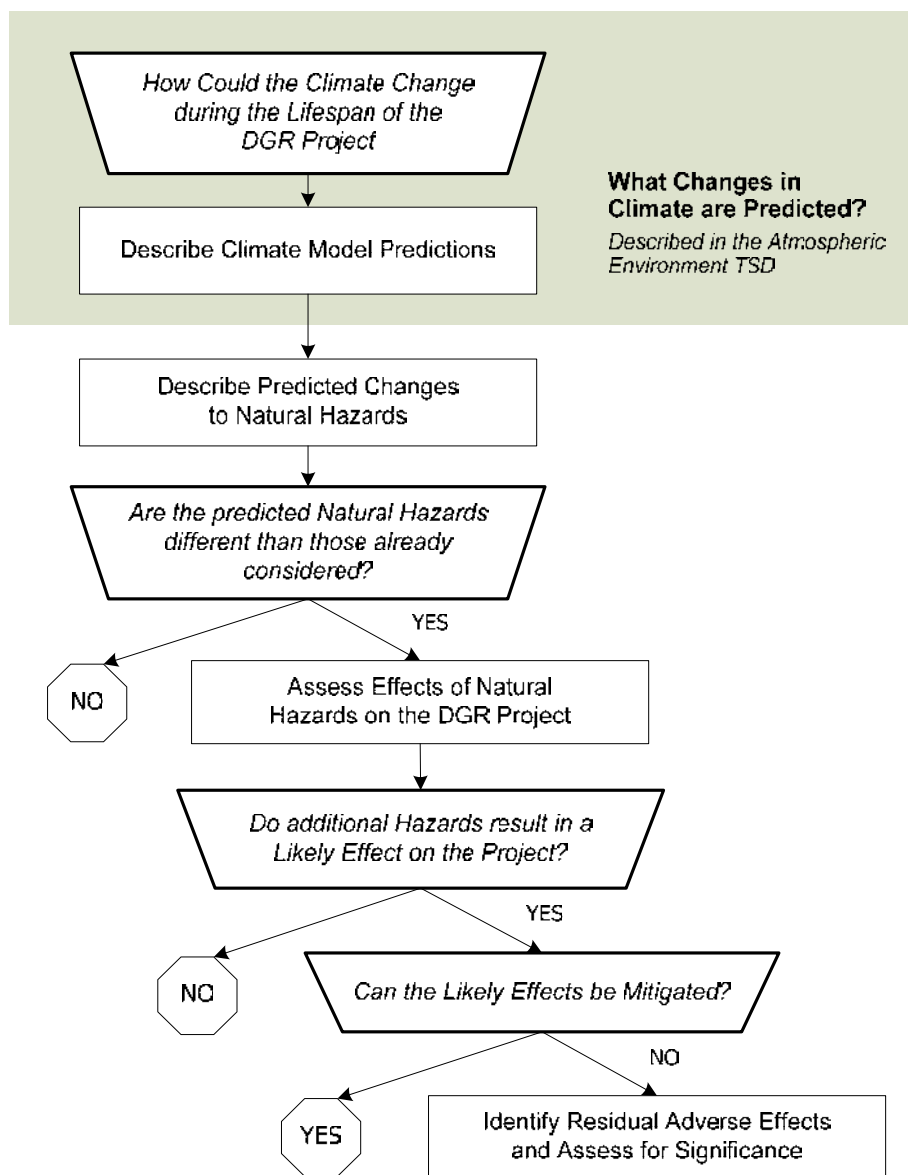 How Could the Climate Change
during the Lifespan of the
DGR Project
What Changes in
Climate are Predicted?
Described in the Atmospheric
Environment TSD
Describe Climate Model Predictions
Describe Predicted Changes
to Natural Hazards
Are the predicted Natural Hazards
different than those already
considered?
YES
NO
Assess Effects of Natural
Hazards on the DGR Project
Do additional Hazards result in a
Likely Effect on the Project?
YES
NO
Can the Likely Effects be Mitigated?
NO
YES
Identify Residual Adverse Effects
and Assess for Significance